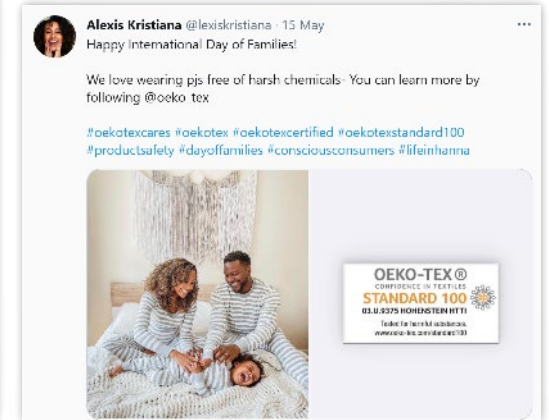 Alexis Kristiana @lexiskristiana · 15 May
Happy International Day of Families!
We love wearing pjs free of harsh chemicals- You can learn more by
following @oeko_tex
#oekotexcares #oekotex #oekotexcertified #oekotexstandard100
#productsafety #dayoffamilies #consciousconsumers #lifeinhanna
OEKO-TEX®
CONFIDENCE IN TEXTILES
STANDARD 100
03.U.9375 HOHENSTEIN HTTI
Tested for harmful substances.
www.oeko-tex.com/standard100